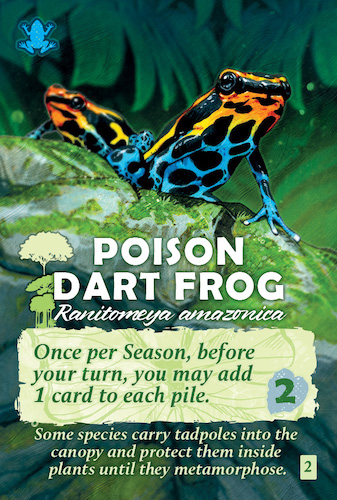 POISON
DART FROG
Ranitomeya amazonica
Once per Season, before
your turn, you may add
1 card to each pile.
2
Some species carry tadpoles into the
canopy and protect them inside
plants until they metamorphose.
2